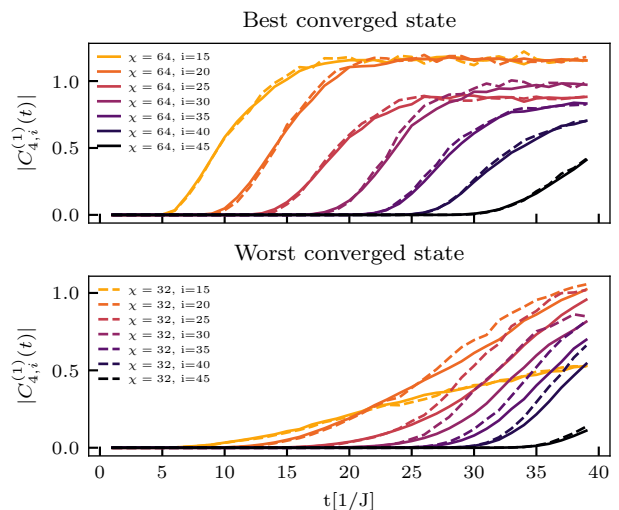 Best converged state
|C_{4,i}^{(1)}(t)|
1.0
0.5
0.0
χ = 64, i=15
χ = 64, i=20
χ = 64, i=25
χ = 64, i=30
χ = 64, i=35
χ = 64, i=40
χ = 64, i=45
Worst converged state
|C_{4,i}^{(1)}(t)|
1.0
0.5
0.0
χ = 32, i=15
χ = 32, i=20
χ = 32, i=25
χ = 32, i=30
χ = 32, i=35
χ = 32, i=40
χ = 32, i=45
0 5 10 15 20 25 30 35 40
t[1/J]